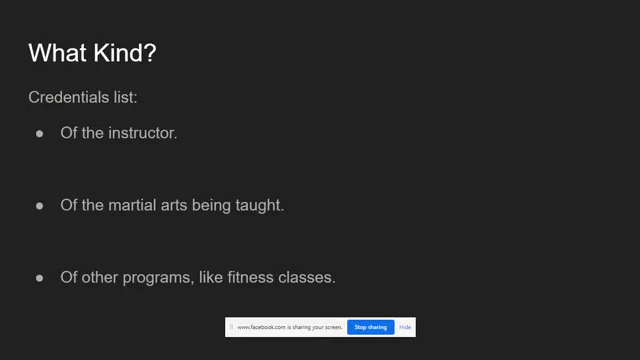 What Kind?
Credentials list:
● Of the instructor.
● Of the martial arts being taught.
● Of other programs, like fitness classes.
www.facebook.com is sharing your screen. Stop sharing Hide